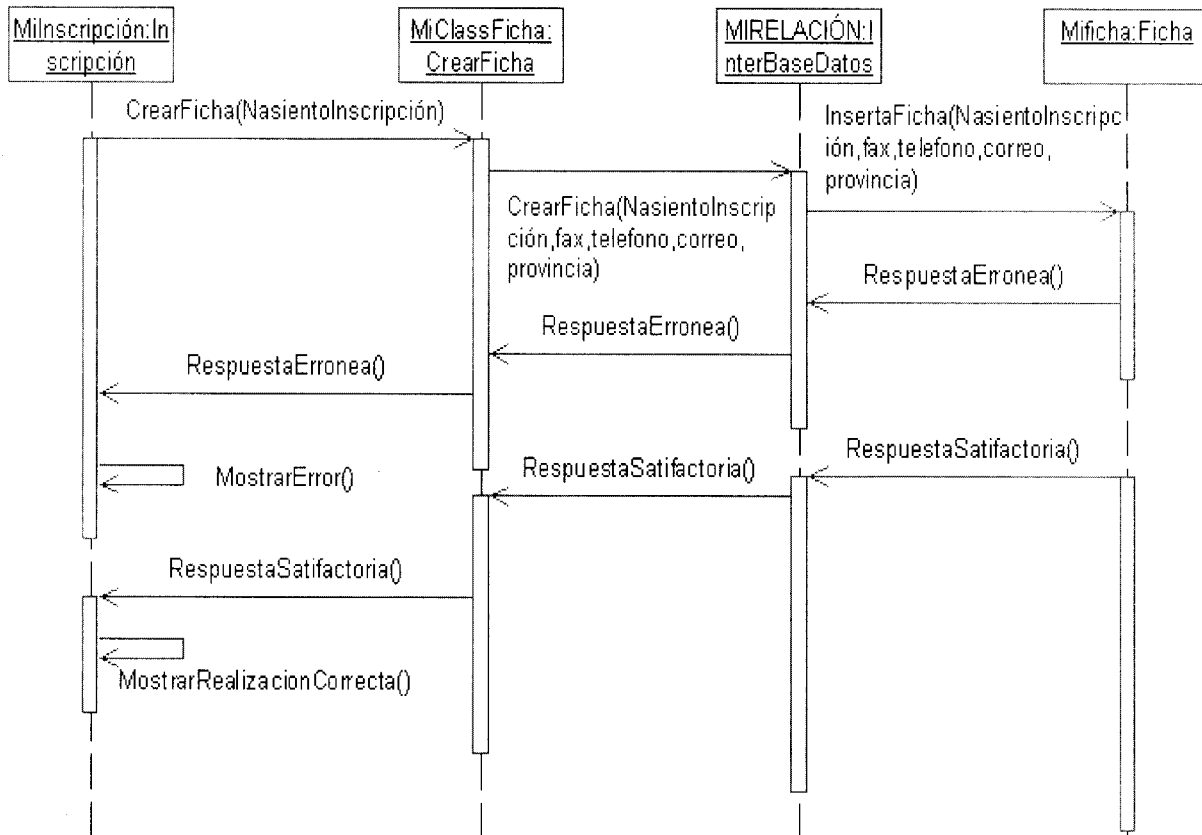 MiInscripción:In
scripción
MiClassFicha:
CrearFicha
MIRELACIÓN:I
nterBaseDatos
Mificha:Ficha
CrearFicha(NasientoInscripción)
InsertaFicha(NasientoInscripc
ión,fax,telefono,correo,
provincia)
CrearFicha(NasientoInscrip
ción,fax,telefono,correo,
provincia)
RespuestaErronea()
RespuestaErronea()
RespuestaErronea()
MostrarError()
RespuestaSatifactoria()
RespuestaSatifactoria()
RespuestaSatifactoria()
MostrarRealizacionCorrecta()